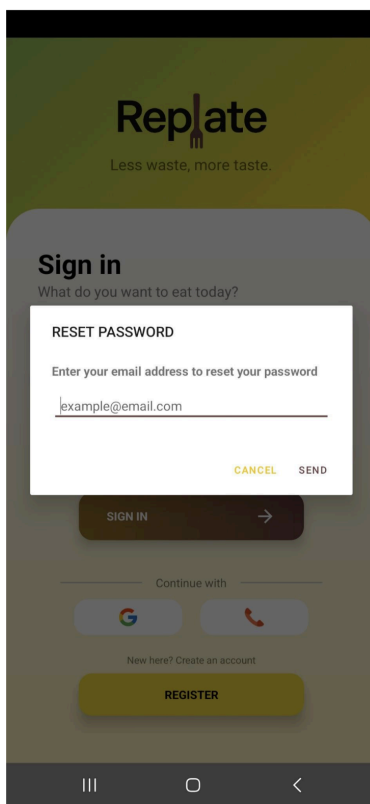 Replate
Less waste, more taste.
Sign in
What do you want to eat today?
RESET PASSWORD
Enter your email address to reset your password
example@email.com
CANCEL SEND
SIGN IN
Continue with
G
New here? Create an account
REGISTER